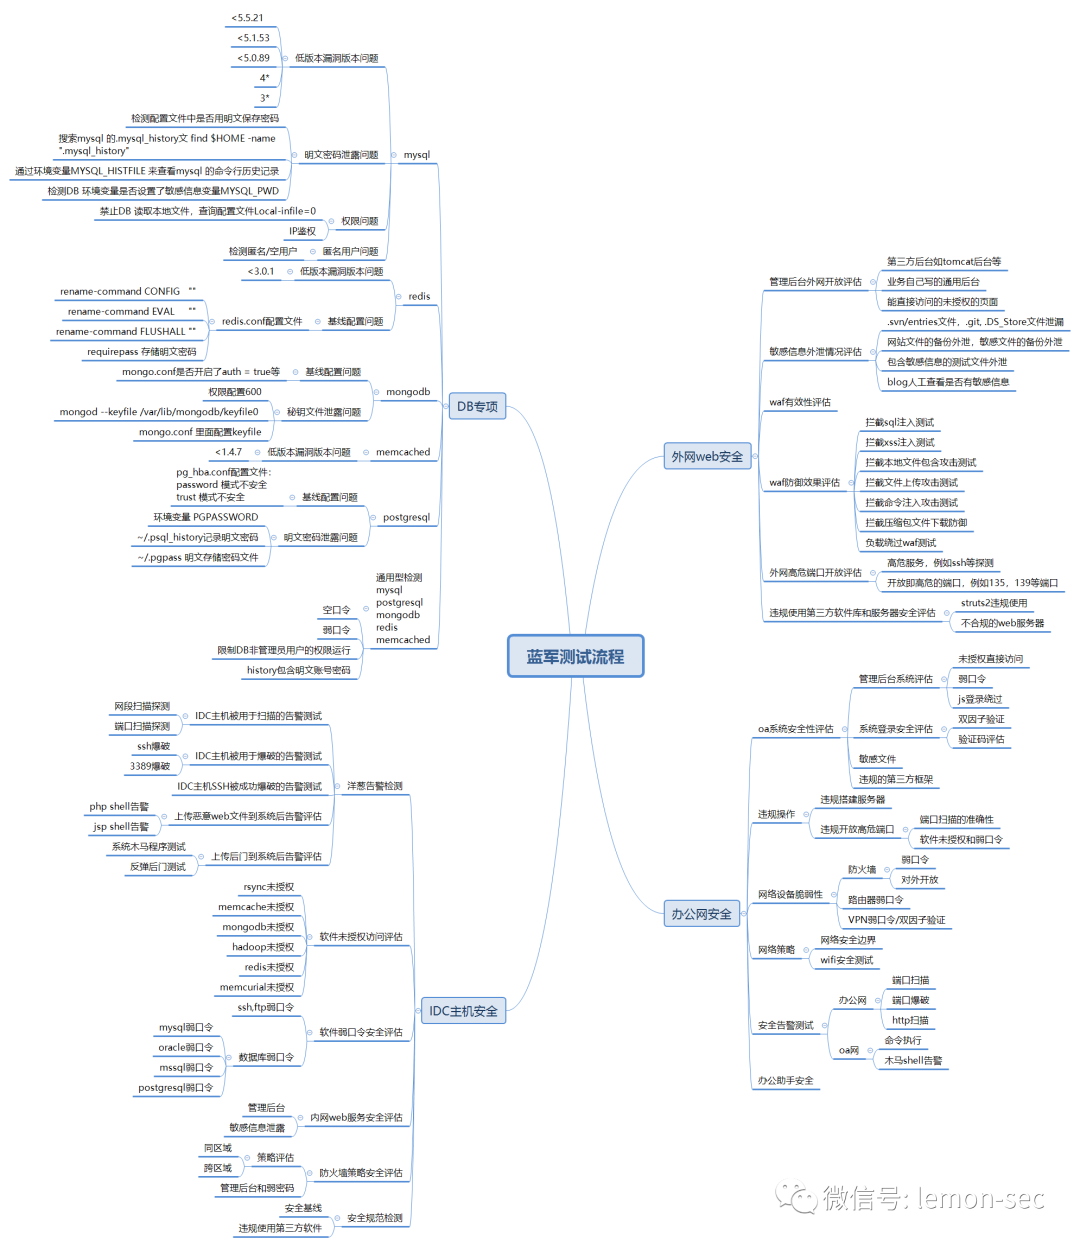 蓝军测试流程
DB专项
mysql
低版本漏洞版本问题
<5.5.21
<5.1.53
<5.0.89
4*
3*
明文密码泄露问题
检测配置文件中是否用明文保存密码
搜索mysql 的.mysql_history文 find $HOME -name
".mysql_history"
通过环境变量MYSQL_HISTFILE 来查看mysql 的命令行历史记录
检测DB 环境变量是否设置了敏感信息变量MYSQL_PWD
权限问题
禁止DB 读取本地文件，查询配置文件Local-infile=0
IP鉴权
匿名用户问题
检测匿名/空用户
redis
低版本漏洞版本问题
<3.0.1
基线配置问题
redis.conf配置文件
rename-command CONFIG ""
rename-command EVAL ""
rename-command FLUSHALL ""
requirepass 存储明文密码
mongodb
基线配置问题
mongo.conf是否开启了auth = true等
秘钥文件泄露问题
权限配置600
mongod --keyfile /var/lib/mongodb/keyfile0
mongo.conf 里面配置keyfile
memcached
低版本漏洞版本问题
<1.4.7
postgresql
基线配置问题
pg_hba.conf配置文件：
password 模式不安全
trust 模式不安全
明文密码泄露问题
环境变量 PGPASSWORD
~/.psql_history记录明文密码
~/.pgpass 明文存储密码文件
通用型检测
mysql
postgresql
mongodb
redis
memcached
空口令
弱口令
限制DB非管理员用户的权限运行
history包含明文账号密码
IDC主机安全
洋葱告警检测
IDC主机被用于扫描的告警测试
网段扫描探测
端口扫描探测
IDC主机被用于爆破的告警测试
ssh爆破
3389爆破
IDC主机SSH被成功爆破的告警测试
上传恶意web文件到系统后告警评估
php shell告警
jsp shell告警
上传后门到系统后告警评估
系统木马程序测试
反弹后门测试
软件未授权访问评估
rsync未授权
memcache未授权
mongodb未授权
hadoop未授权
redis未授权
memcurial未授权
软件弱口令安全评估
ssh,ftp弱口令
数据库弱口令
mysql弱口令
oracle弱口令
mssql弱口令
postgresql弱口令
内网web服务安全评估
管理后台
敏感信息泄露
防火墙策略安全评估
策略评估
同区域
跨区域
管理后台和弱密码
安全规范检测
安全基线
违规使用第三方软件
外网web安全
管理后台外网开放评估
第三方后台如tomcat后台等
业务自己写的通用后台
能直接访问的未授权的页面
敏感信息外泄情况评估
.svn/entries文件，.git, .DS_Store文件泄漏
网站文件的备份外泄，敏感文件的备份外泄
包含敏感信息的测试文件外泄
blog人工查看是否有敏感信息
waf有效性评估
waf防御效果评估
拦截sql注入测试
拦截xss注入测试
拦截本地文件包含攻击测试
拦截文件上传攻击测试
拦截命令注入攻击测试
拦截压缩包文件下载防御
负载绕过waf测试
外网高危端口开放评估
高危服务，例如ssh等探测
开放即高危的端口，例如135，139等端口
违规使用第三方软件库和服务器安全评估
struts2违规使用
不合规的web服务器
办公网安全
oa系统安全性评估
管理后台系统评估
未授权直接访问
弱口令
js登录绕过
系统登录安全评估
双因子验证
验证码评估
敏感文件
违规的第三方框架
违规操作
违规搭建服务器
违规开放高危端口
端口扫描的准确性
软件未授权和弱口令
网络设备脆弱性
防火墙
弱口令
对外开放
路由器弱口令
VPN弱口令/双因子验证
网络策略
网络安全边界
wifi安全测试
安全告警测试
办公网
端口扫描
端口爆破
http扫描
oa网
命令执行
木马shell告警
办公助手安全
微信号: lemon-sec